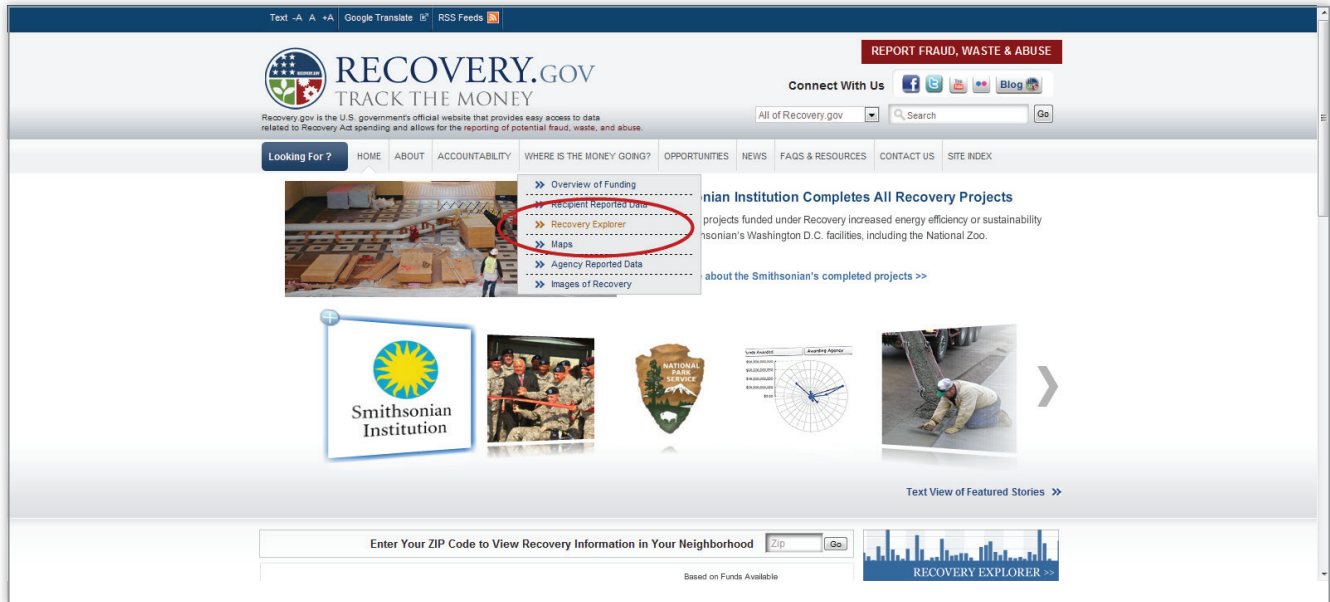 Text -A A +A Google Translate RSS Feeds
REPORT FRAUD, WASTE & ABUSE
RECOVERY.GOV
TRACK THE MONEY
Recovery.gov is the U.S. government's official website that provides easy access to data
related to Recovery Act spending and allows for the reporting of potential fraud, waste, and abuse.
Connect With Us Blog
All of Recovery.gov Search Go
Looking For ? HOME ABOUT ACCOUNTABILITY WHERE IS THE MONEY GOING? OPPORTUNITIES NEWS FAQS & RESOURCES CONTACT US SITE INDEX
Overview of Funding
Recipient Reported Data
Recovery Explorer
Maps
Agency Reported Data
Images of Recovery
nian Institution Completes All Recovery Projects
projects funded under Recovery increased energy efficiency or sustainability
nsonian's Washington D.C. facilities, including the National Zoo.
about the Smithsonian's completed projects >>
Smithsonian
Institution
NATIONAL
PARK
SERVICE
Awarding Agency
Text View of Featured Stories
Enter Your ZIP Code to View Recovery Information in Your Neighborhood Zip Go
Based on Funds Available
RECOVERY EXPLORER >>